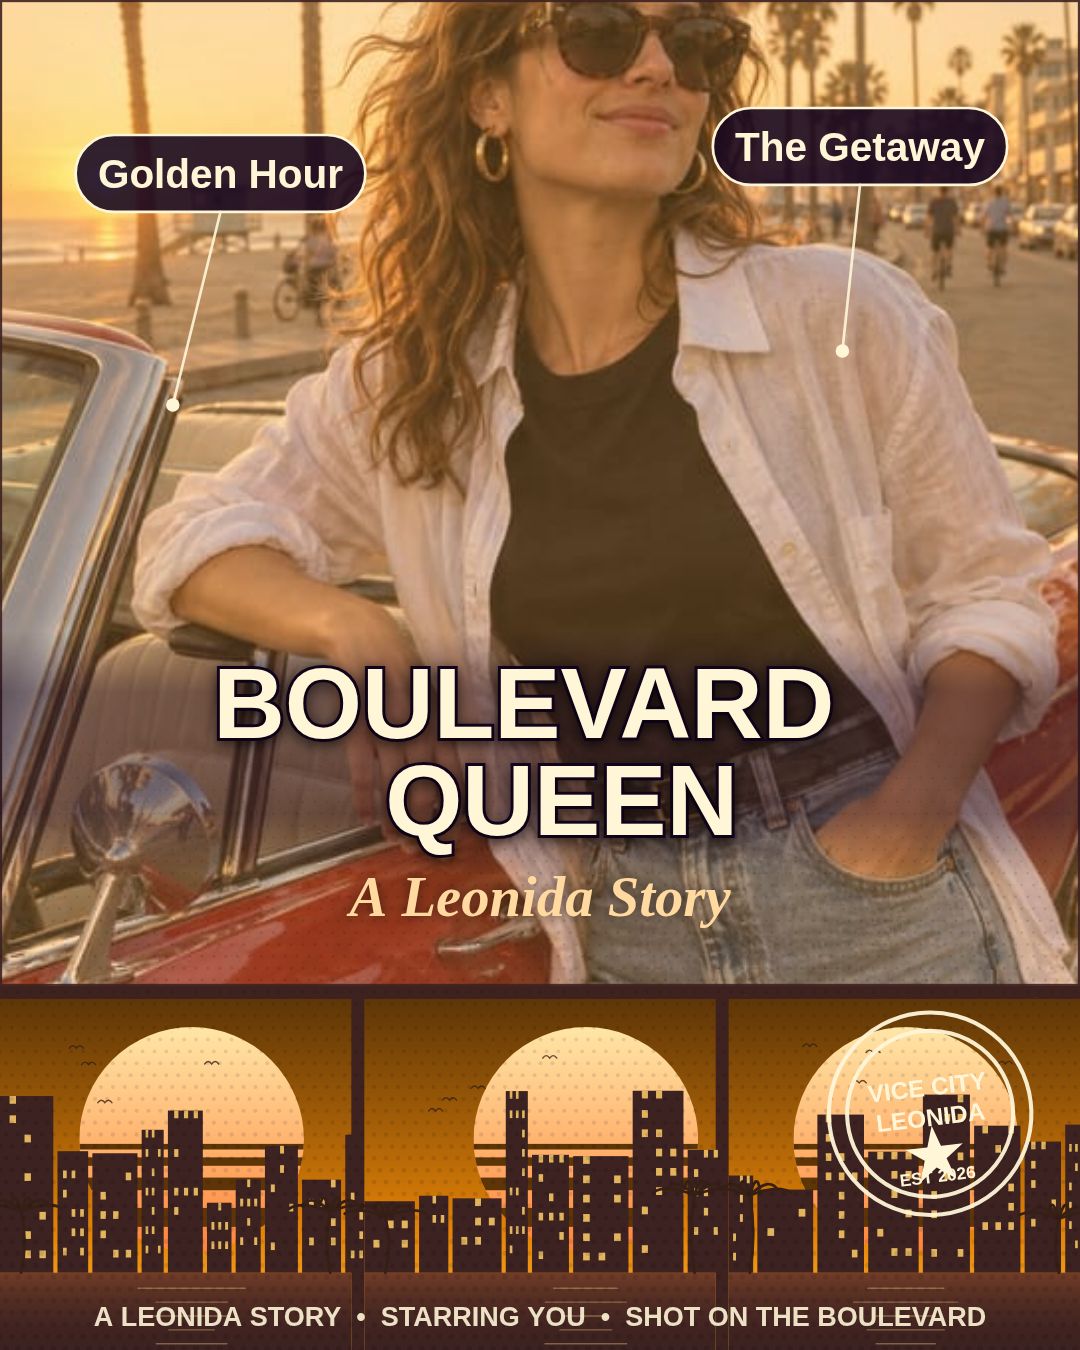 Golden Hour
The Getaway
BOULEVARD
QUEEN
A Leonida Story
VICE CITY
LEONIDA
EST 2026
A LEONIDA STORY • STARRING YOU • SHOT ON THE BOULEVARD